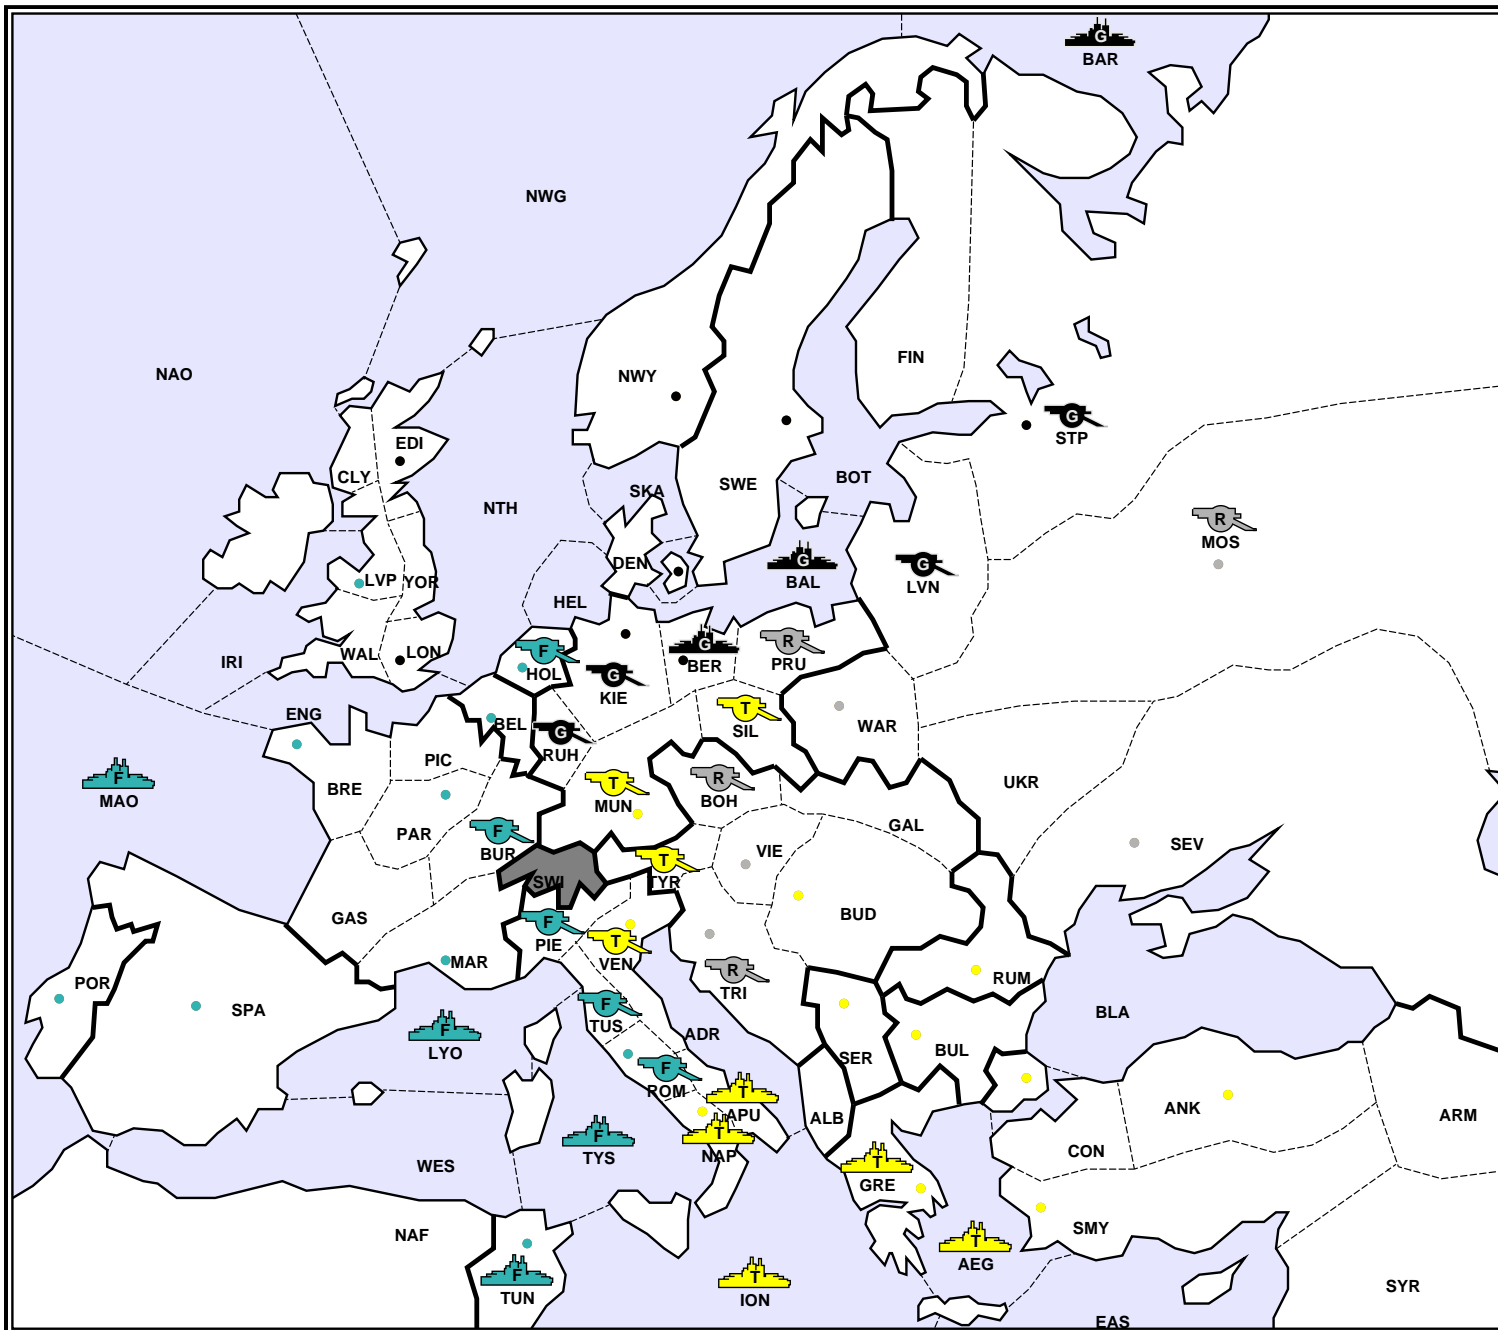 G
BAR
NWG
FIN
NAO
NWY
G
STP
EDI
CLY
SKA
SWE
BOT
NTH
R
MOS
DEN
G
BAL
G
LVN
LVP
YOR
HEL
IRI
WAL
LON
F
HOL
G
KIE
G
BER
R
PRU
ENG
BEL
G
RUH
T
SIL
WAR
PIC
F
MAO
BRE
T
MUN
R
BOH
UKR
PAR
F
BUR
GAL
VIE
SEV
SWI
T
TYR
GAS
F
PIE
T
VEN
BUD
MAR
R
TRI
RUM
POR
SPA
F
LYO
F
TUS
ADR
SER
BUL
BLA
F
ROM
T
APU
ALB
ANK
ARM
WES
F
TYS
T
NAP
CON
T
GRE
NAF
SMY
T
AEG
F
TUN
T
ION
SYR
EAS